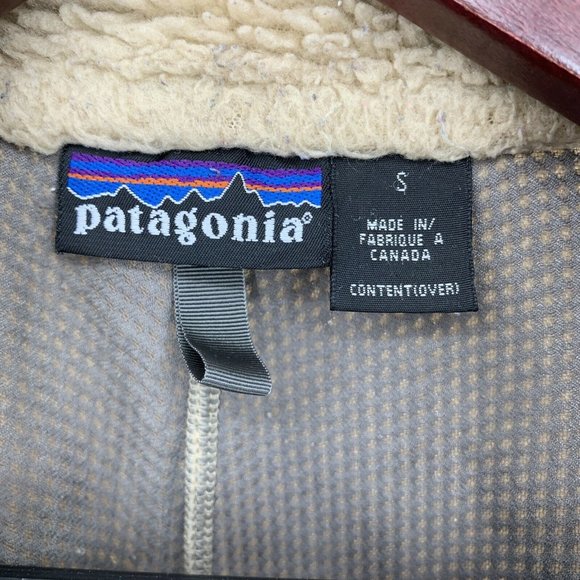 patagonia®
S
MADE IN/
FABRIQUE A
CANADA
CONTENT(OVER)